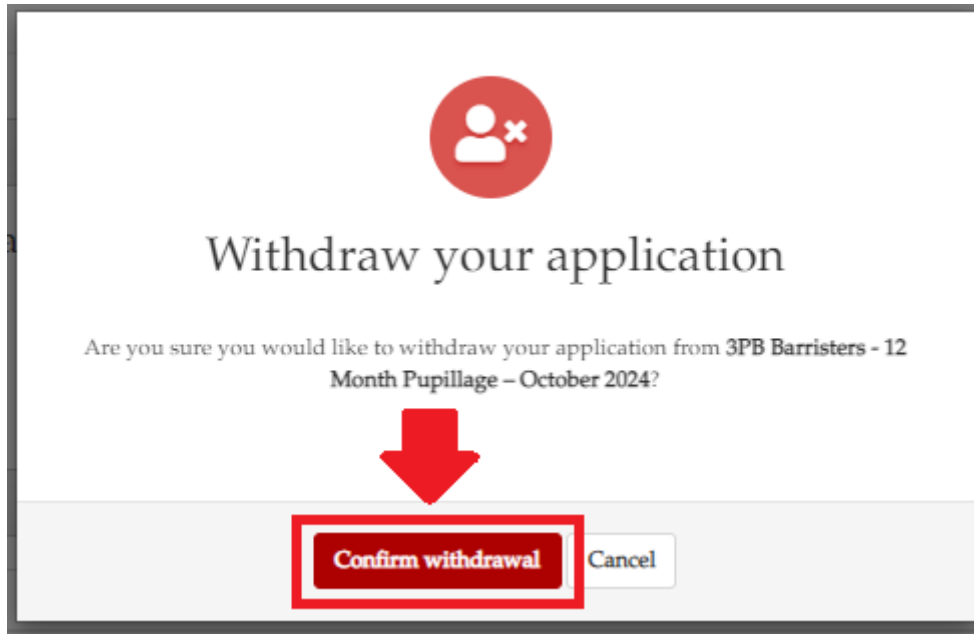 Withdraw your application
Are you sure you would like to withdraw your application from 3PB Barristers - 12
Month Pupillage – October 2024?
Confirm withdrawal Cancel